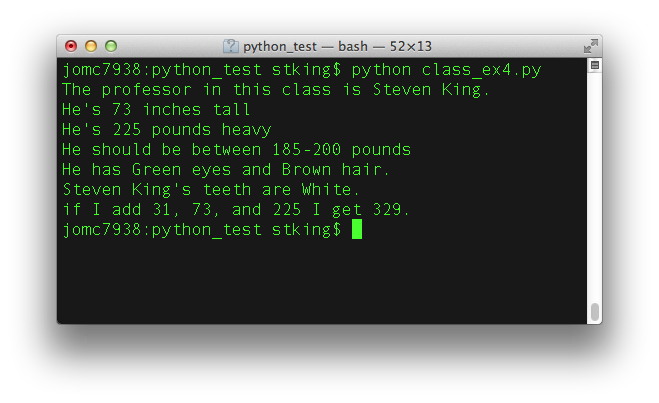 python_test — bash — 52×13
jomc7938:python_test stking$ python class_ex4.py
The professor in this class is Steven King.
He's 73 inches tall
He's 225 pounds heavy
He should be between 185-200 pounds
He has Green eyes and Brown hair.
Steven King's teeth are White.
if I add 31, 73, and 225 I get 329.
jomc7938:python_test stking$